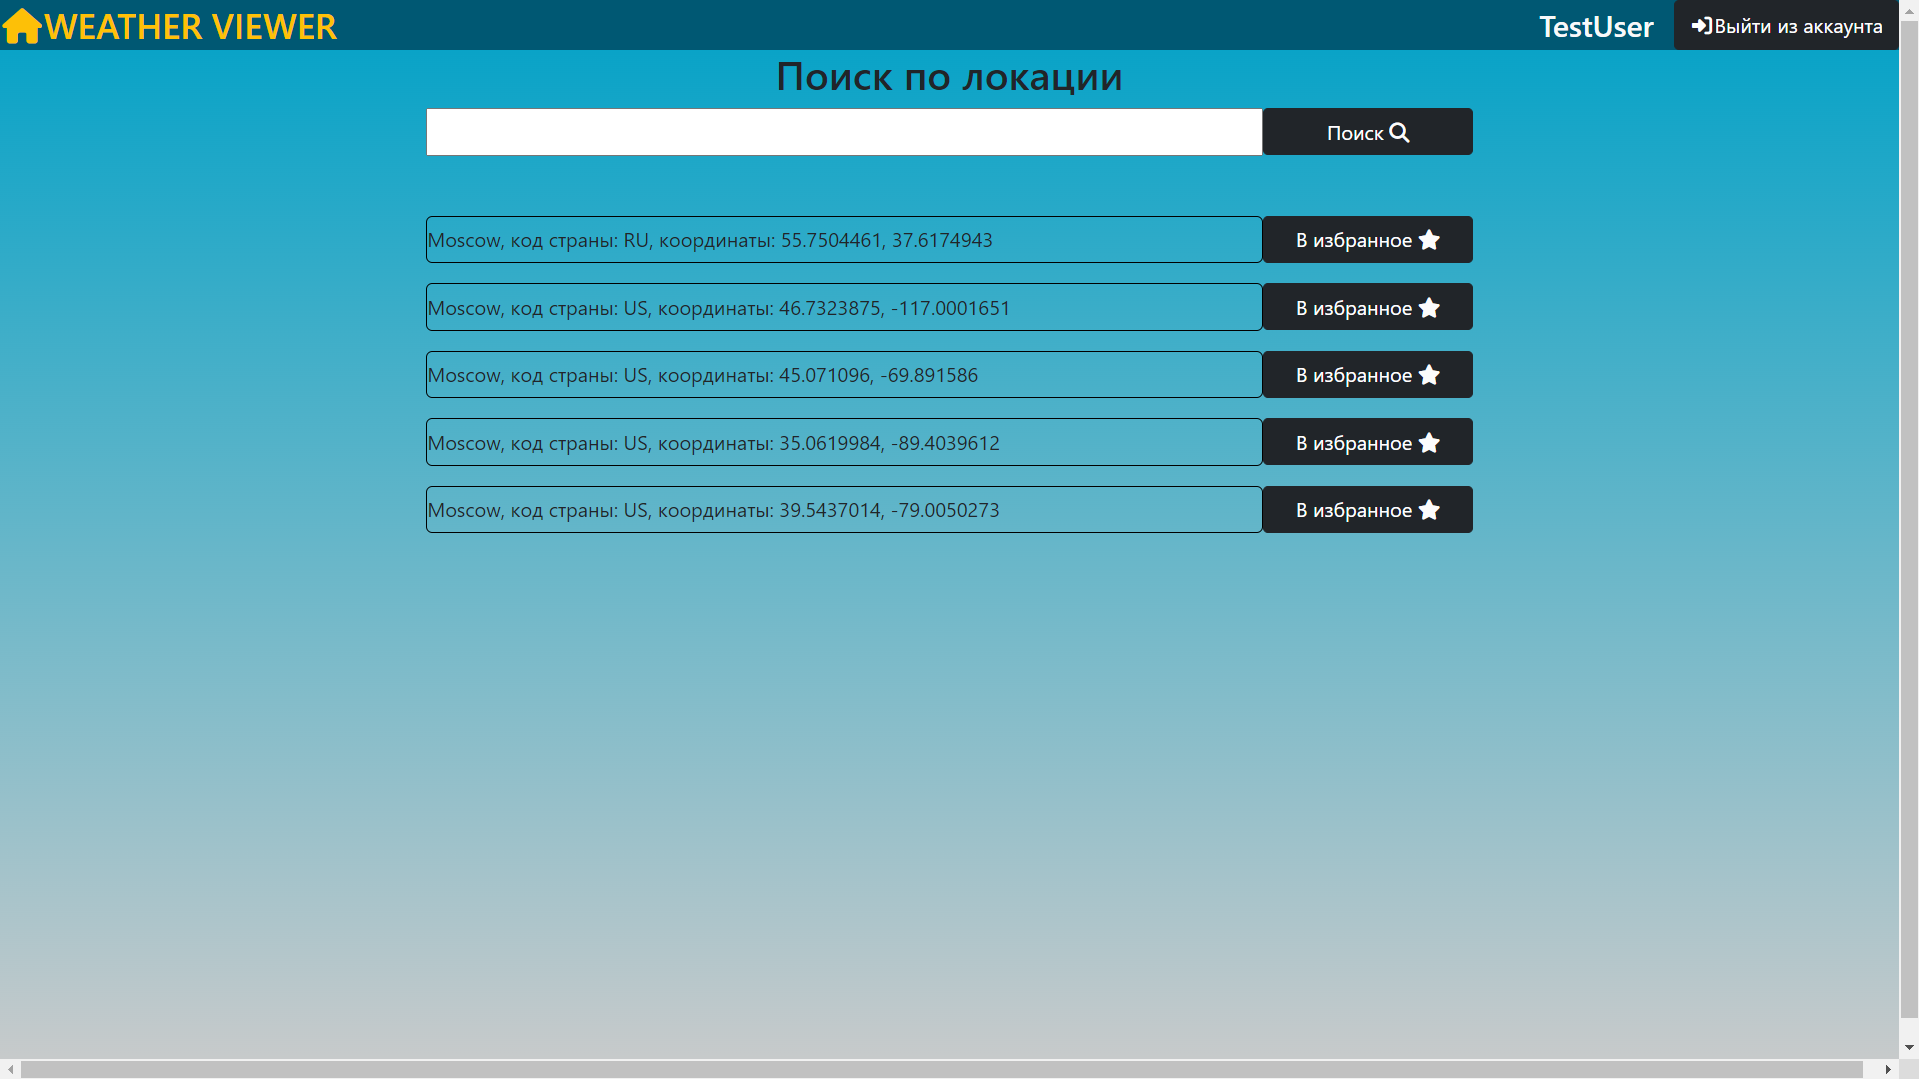 WEATHER VIEWER
TestUser
Выйти из аккаунта
Поиск по локации
Поиск
Moscow, код страны: RU, координаты: 55.7504461, 37.6174943
В избранное
Moscow, код страны: US, координаты: 46.7323875, -117.0001651
В избранное
Moscow, код страны: US, координаты: 45.071096, -69.891586
В избранное
Moscow, код страны: US, координаты: 35.0619984, -89.4039612
В избранное
Moscow, код страны: US, координаты: 39.5437014, -79.0050273
В избранное